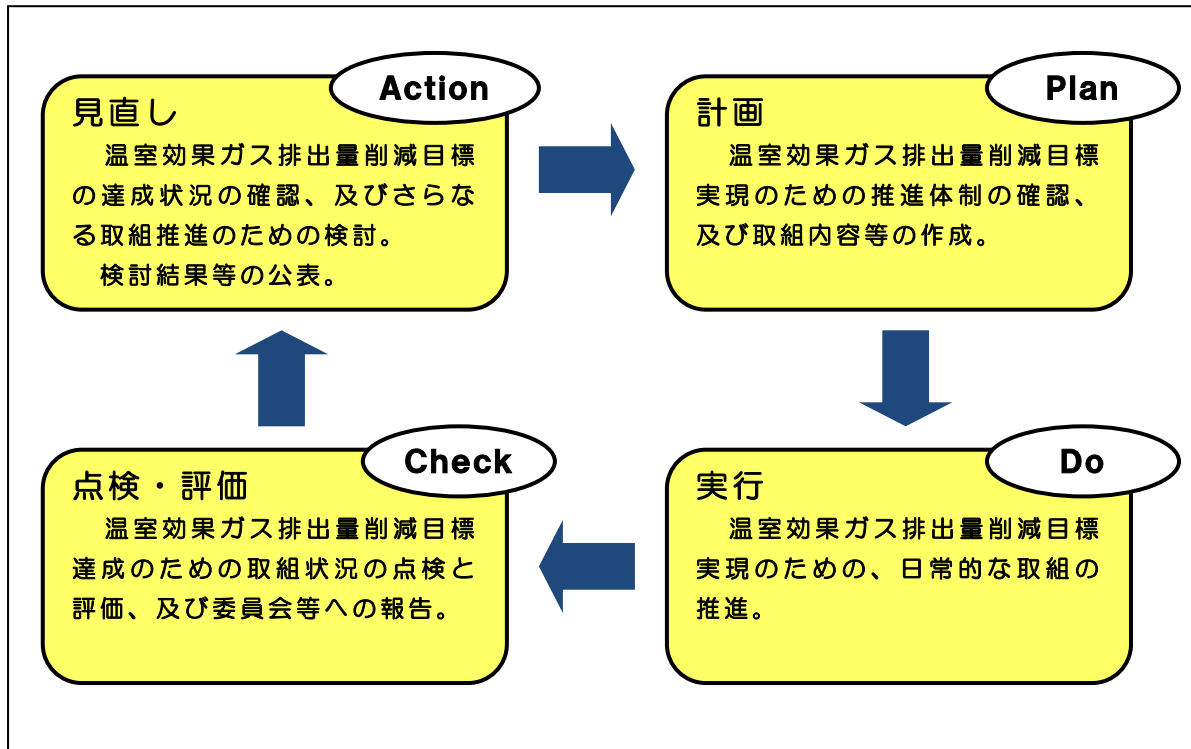 Action
見直し
温室効果ガス排出量削減目標
の達成状況の確認、及びさらな
る取組推進のための検討。
検討結果等の公表。
Plan
計画
温室効果ガス排出量削減目標
実現のための推進体制の確認、
及び取組内容等の作成。
Check
点検・評価
温室効果ガス排出量削減目標
達成のための取組状況の点検と
評価、及び委員会等への報告。
Do
実行
温室効果ガス排出量削減目標
実現のための、日常的な取組の
推進。